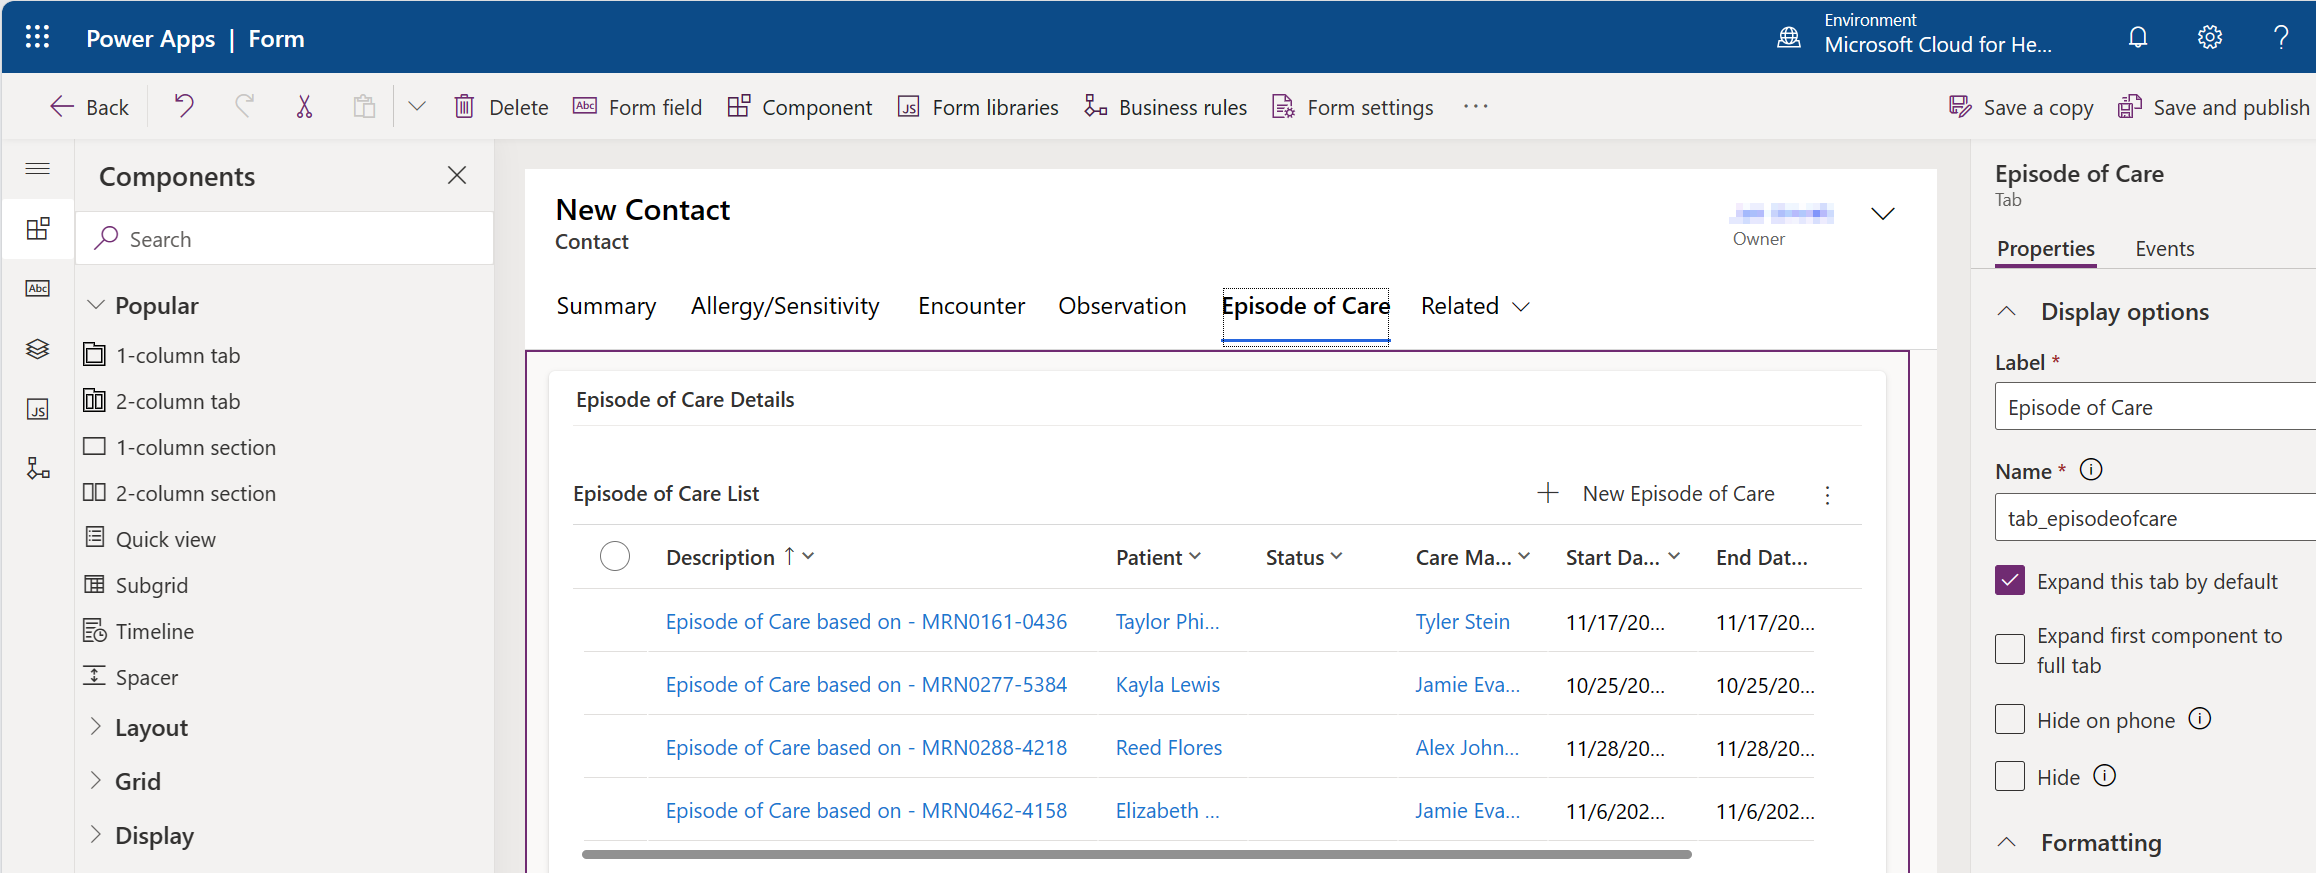 Power Apps | Form
Environment
Microsoft Cloud for He...
?
Back
Delete
Abc Form field
Component
JS Form libraries
Business rules
Form settings
...
Save a copy
Save and publish
Components
Search
Abc
JS
Popular
1-column tab
2-column tab
1-column section
2-column section
Quick view
Subgrid
Timeline
Spacer
Layout
Grid
Display
New Contact
Contact
Owner
Summary Allergy/Sensitivity Encounter Observation Episode of Care Related
Episode of Care Details
Episode of Care List
New Episode of Care
Description Patient Status Care Ma... Start Da... End Dat...
Episode of Care based on - MRN0161-0436 Taylor Phi... Tyler Stein 11/17/20... 11/17/20...
Episode of Care based on - MRN0277-5384 Kayla Lewis Jamie Eva... 10/25/20... 10/25/20...
Episode of Care based on - MRN0288-4218 Reed Flores Alex John... 11/28/20... 11/28/20...
Episode of Care based on - MRN0462-4158 Elizabeth ... Jamie Eva... 11/6/202... 11/6/202...
Episode of Care
Tab
Properties Events
Display options
Label *
Episode of Care
Name *
tab_episodeofcare
Expand this tab by default
Expand first component to
full tab
Hide on phone
Hide
Formatting